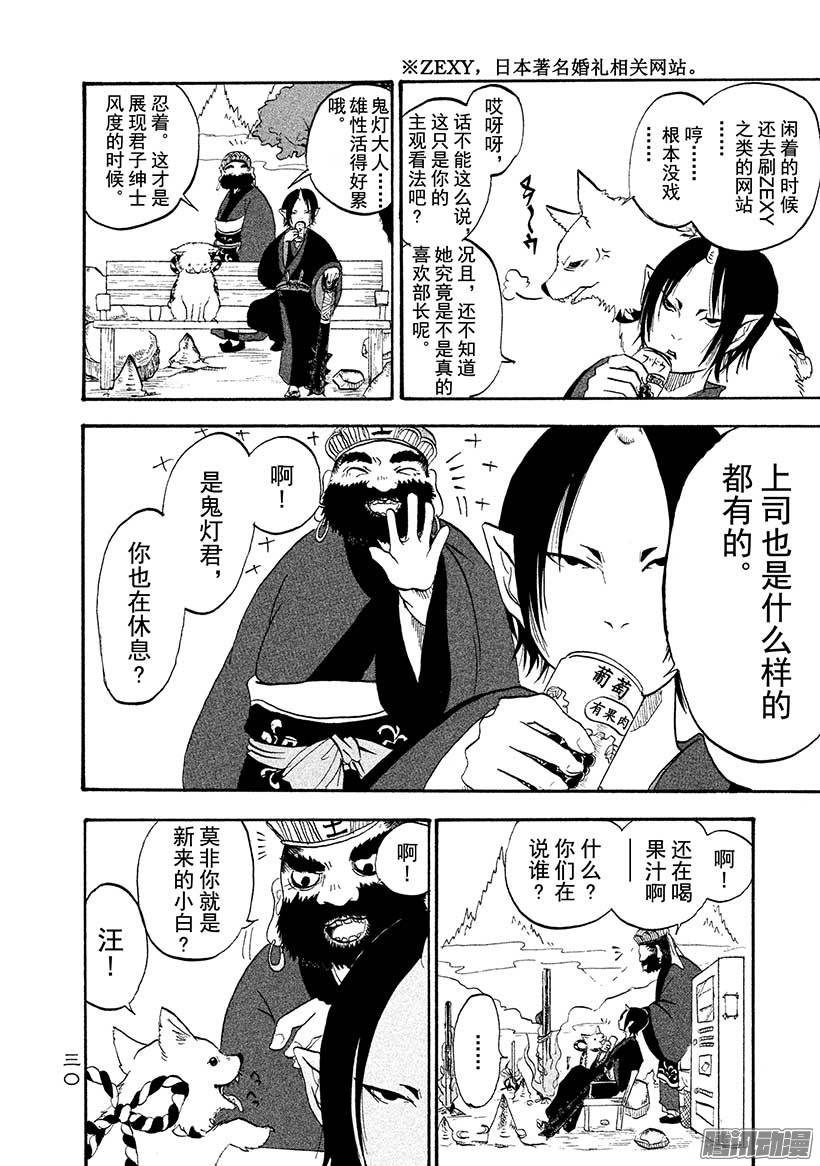 ※ZEXY，日本著名婚礼相关网站。
闲着的时候
还去刷ZEXY
之类的网站
……
哼……
根本没戏
……
哎呀呀，
话不能这么说，
这只是你的
主观看法吧？
况且，还不知道
她究竟是不是真的
喜欢部长呢。
鬼灯大人……
雄性活得好累
哦。
忍着。这才是
展现君子绅士
风度的时候。
上司也是什么样的
都有的。
葡萄
有果肉
啊！
是鬼灯君，
你也在休息？
啊！
还在喝
果汁啊
——
什么？
你们在
说谁？
……
啊！
莫非你就是
新来的小白？
汪！
三〇
腾讯动漫